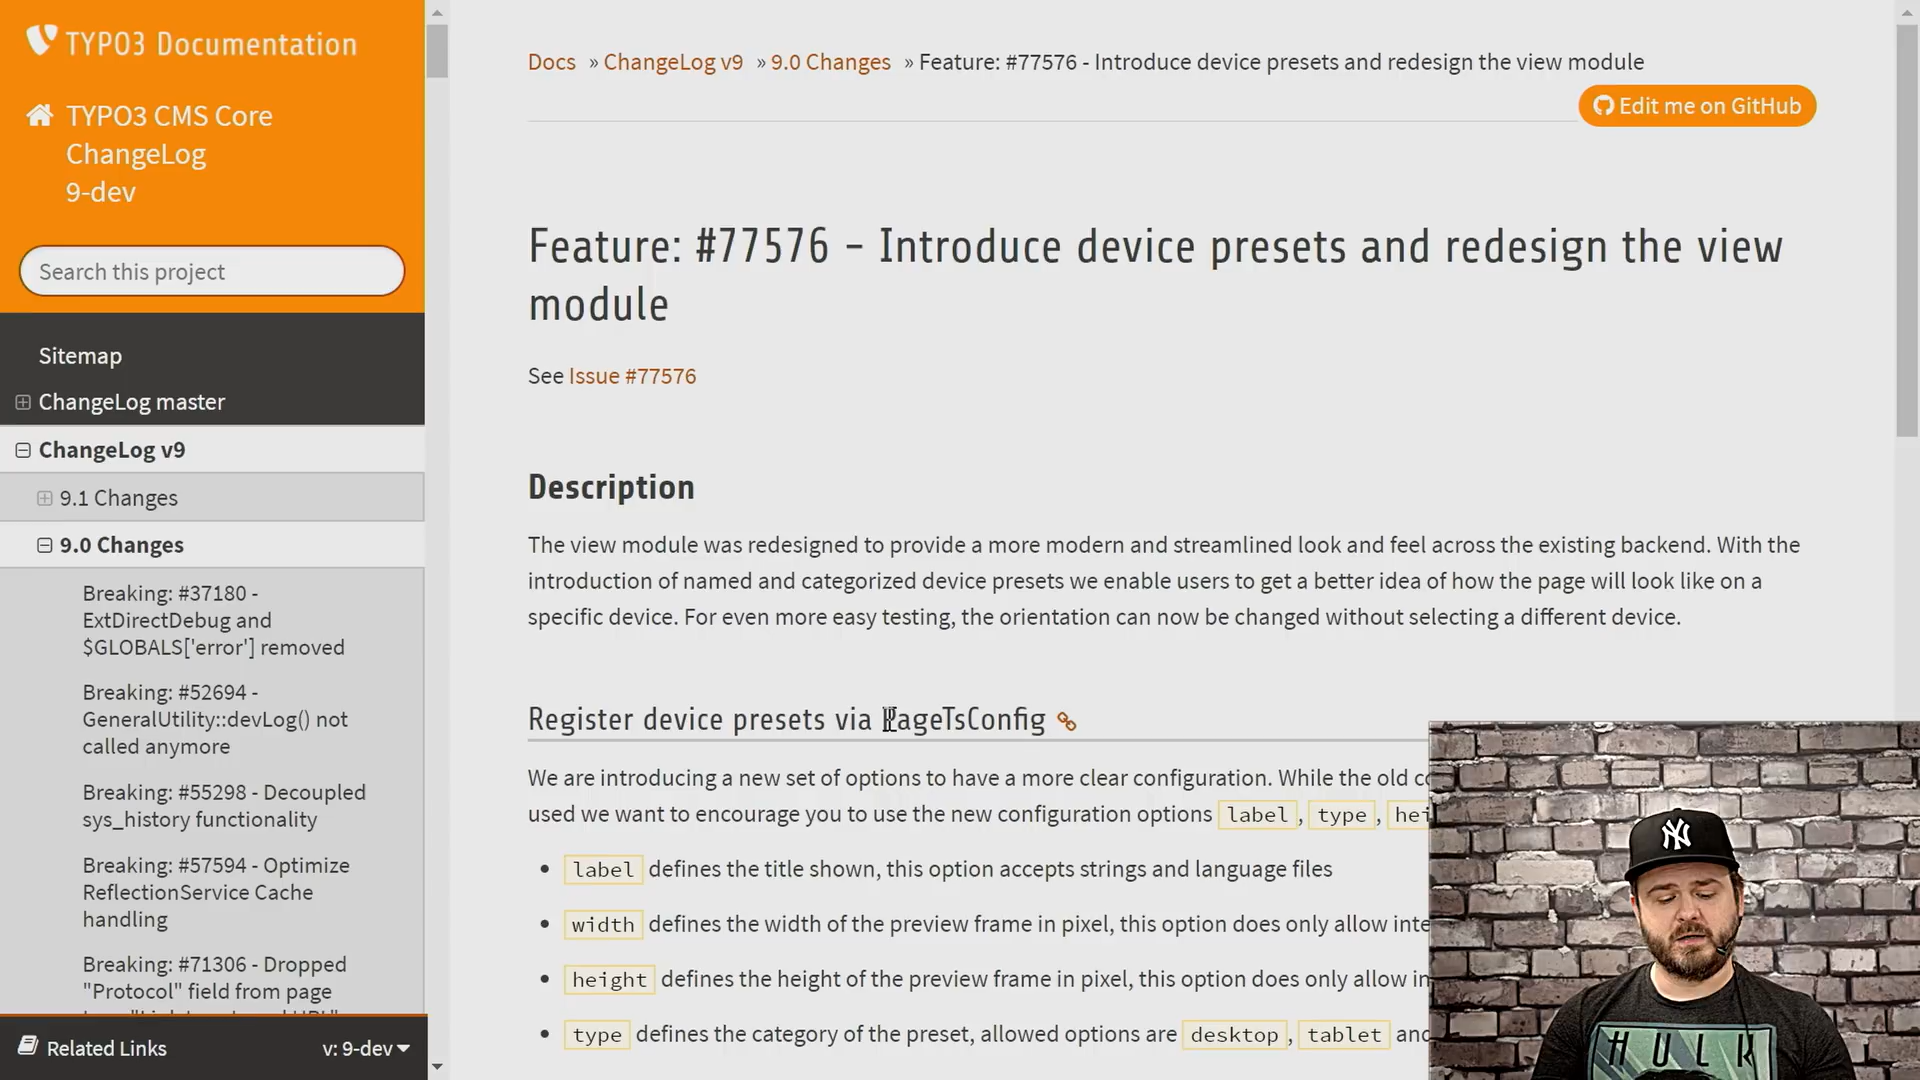 TYPO3 Documentation
TYPO3 CMS Core
ChangeLog
9-dev
Search this project
Sitemap
ChangeLog master
ChangeLog v9
9.1 Changes
9.0 Changes
Breaking: #37180 -
ExtDirectDebug and
$GLOBALS['error'] removed
Breaking: #52694 -
GeneralUtility::devLog() not
called anymore
Breaking: #55298 - Decoupled
sys_history functionality
Breaking: #57594 - Optimize
ReflectionService Cache
handling
Breaking: #71306 - Dropped
"Protocol" field from page
Related Links
v: 9-dev
Docs » ChangeLog v9 » 9.0 Changes » Feature: #77576 - Introduce device presets and redesign the view module
Edit me on GitHub
Feature: #77576 - Introduce device presets and redesign the view
module
See Issue #77576
Description
The view module was redesigned to provide a more modern and streamlined look and feel across the existing backend. With the
introduction of named and categorized device presets we enable users to get a better idea of how the page will look like on a
specific device. For even more easy testing, the orientation can now be changed without selecting a different device.
Register device presets via PageTsConfig
We are introducing a new set of options to have a more clear configuration. While the old
used we want to encourage you to use the new configuration options label, type,
label defines the title shown, this option accepts strings and language files
width defines the width of the preview frame in pixel, this option does only allow
height defines the height of the preview frame in pixel, this option does only allow
type defines the category of the preset, allowed options are desktop, tablet
NY
HULK